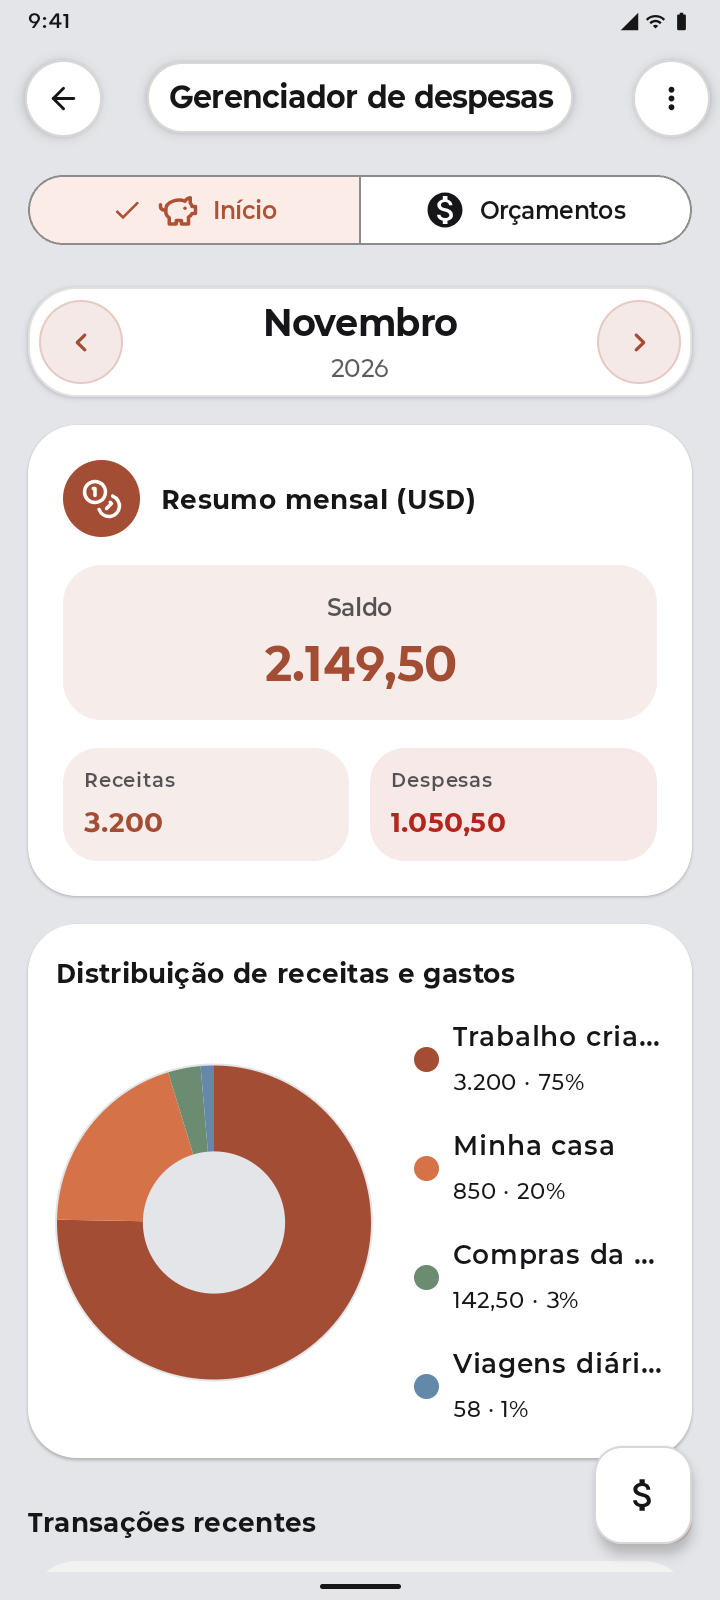 9:41
Gerenciador de despesas
Início
Orçamentos
Novembro
2026
Resumo mensal (USD)
Saldo
2.149,50
Receitas
3.200
Despesas
1.050,50
Distribuição de receitas e gastos
Trabalho cria...
3.200 · 75%
Minha casa
850 · 20%
Compras da ...
142,50 · 3%
Viagens diári...
58 · 1%
Transações recentes